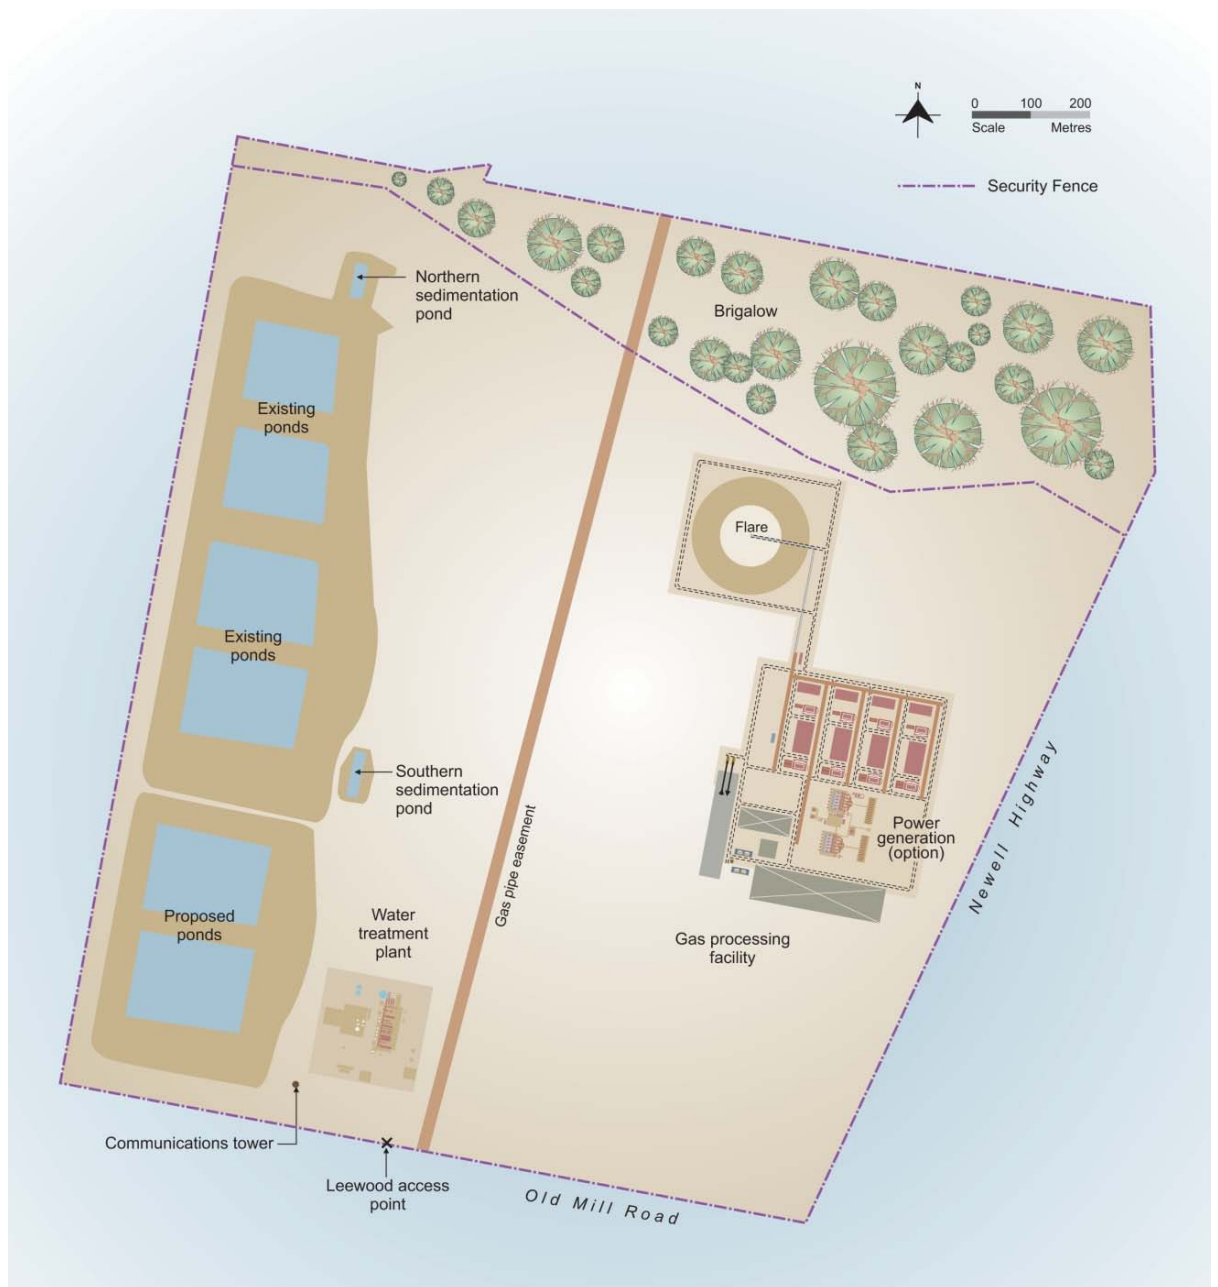 N
0 100 200
Scale Metres
Security Fence
Northern
sedimentation
pond
Brigalow
Existing
ponds
Flare
Existing
ponds
Southern
sedimentation
pond
Gas pipe easement
Power
generation
(option)
Newell Highway
Proposed
ponds
Water
treatment
plant
Gas processing
facility
Communications tower
Leewood access
point
Old Mill Road